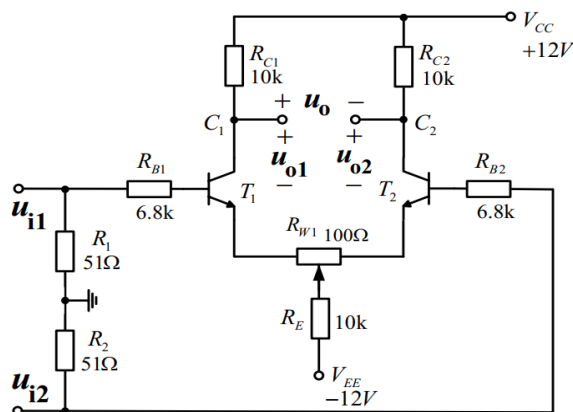 V_CC
+12V
R_C1
10k
R_C2
10k
+ u_o −
C_1
C_2
+
+
u_o1
u_o2
−
−
R_B1
6.8k
T_1
T_2
R_B2
6.8k
u_i1
R_W1 100Ω
R_1
51Ω
R_E
10k
R_2
51Ω
V_EE
−12V
u_i2